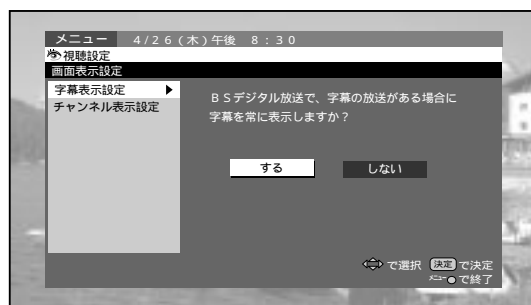 メニュー 4/26(木)午後 8:30
視聴設定
画面表示設定
字幕表示設定 ▶
チャンネル表示設定
BSデジタル放送で、字幕の放送がある場合に
字幕を常に表示しますか?
する しない
で選択 決定 で決定
メニュー で終了